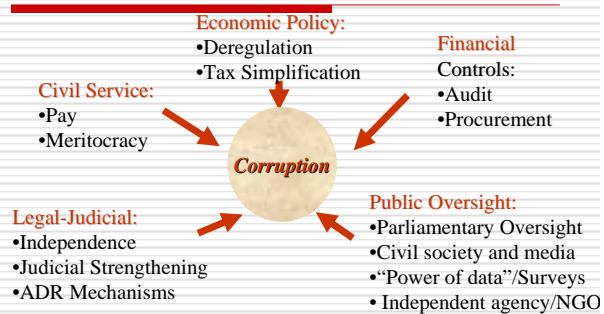 Economic Policy:
•Deregulation
•Tax Simplification
Financial
Controls:
•Audit
•Procurement
Civil Service:
•Pay
•Meritocracy
Corruption
Legal-Judicial:
•Independence
•Judicial Strengthening
•ADR Mechanisms
Public Oversight:
•Parliamentary Oversight
•Civil society and media
•“Power of data”/Surveys
• Independent agency/NGO